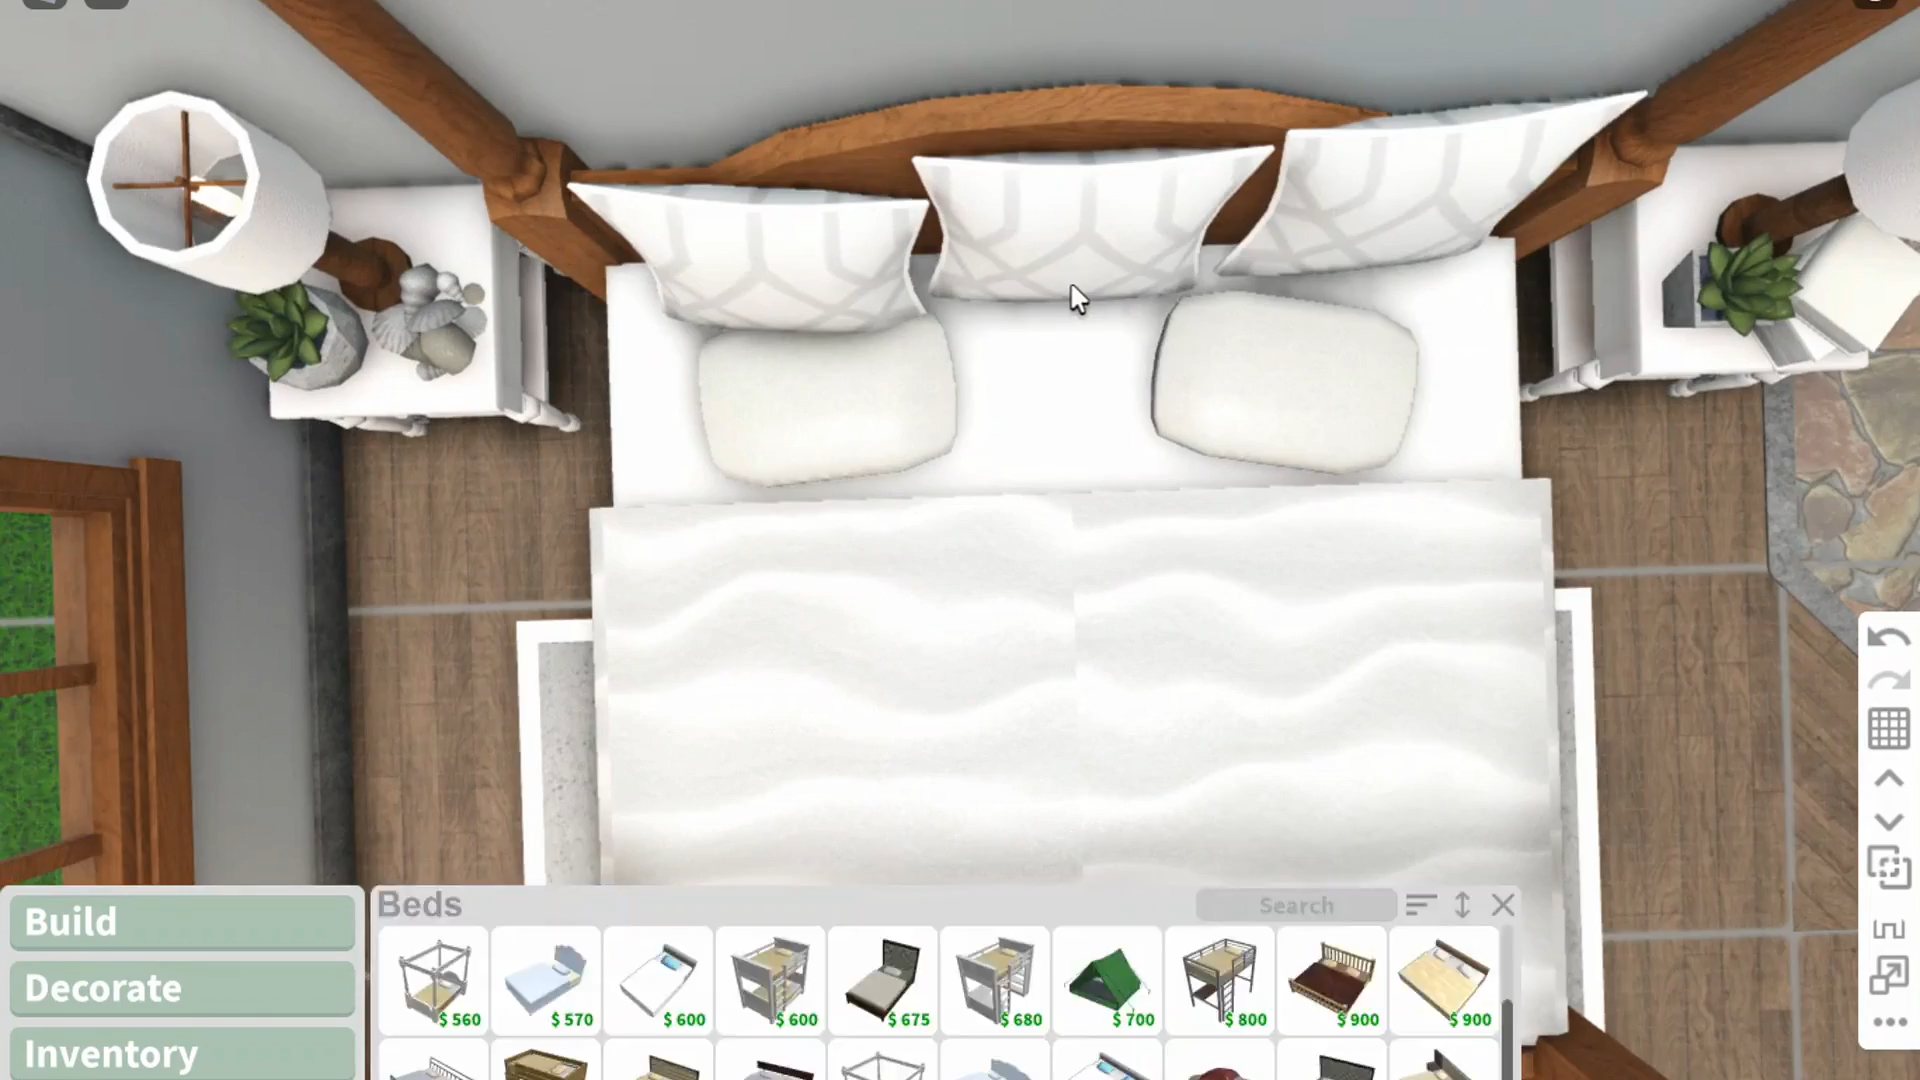 Build
Decorate
Inventory
Beds
Search
$ 560
$ 570
$ 600
$ 600
$ 675
$ 680
$ 700
$ 800
$ 900
$ 900